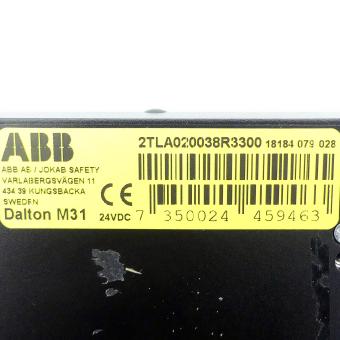 ABB
2TLA020038R3300 18184 079 028
ABB AB / JOKAB SAFETY
VARLABERGSVÄGEN 11
434 39 KUNGSBACKA
SWEDEN
CE
Dalton M31 24VDC
7 350024 459463